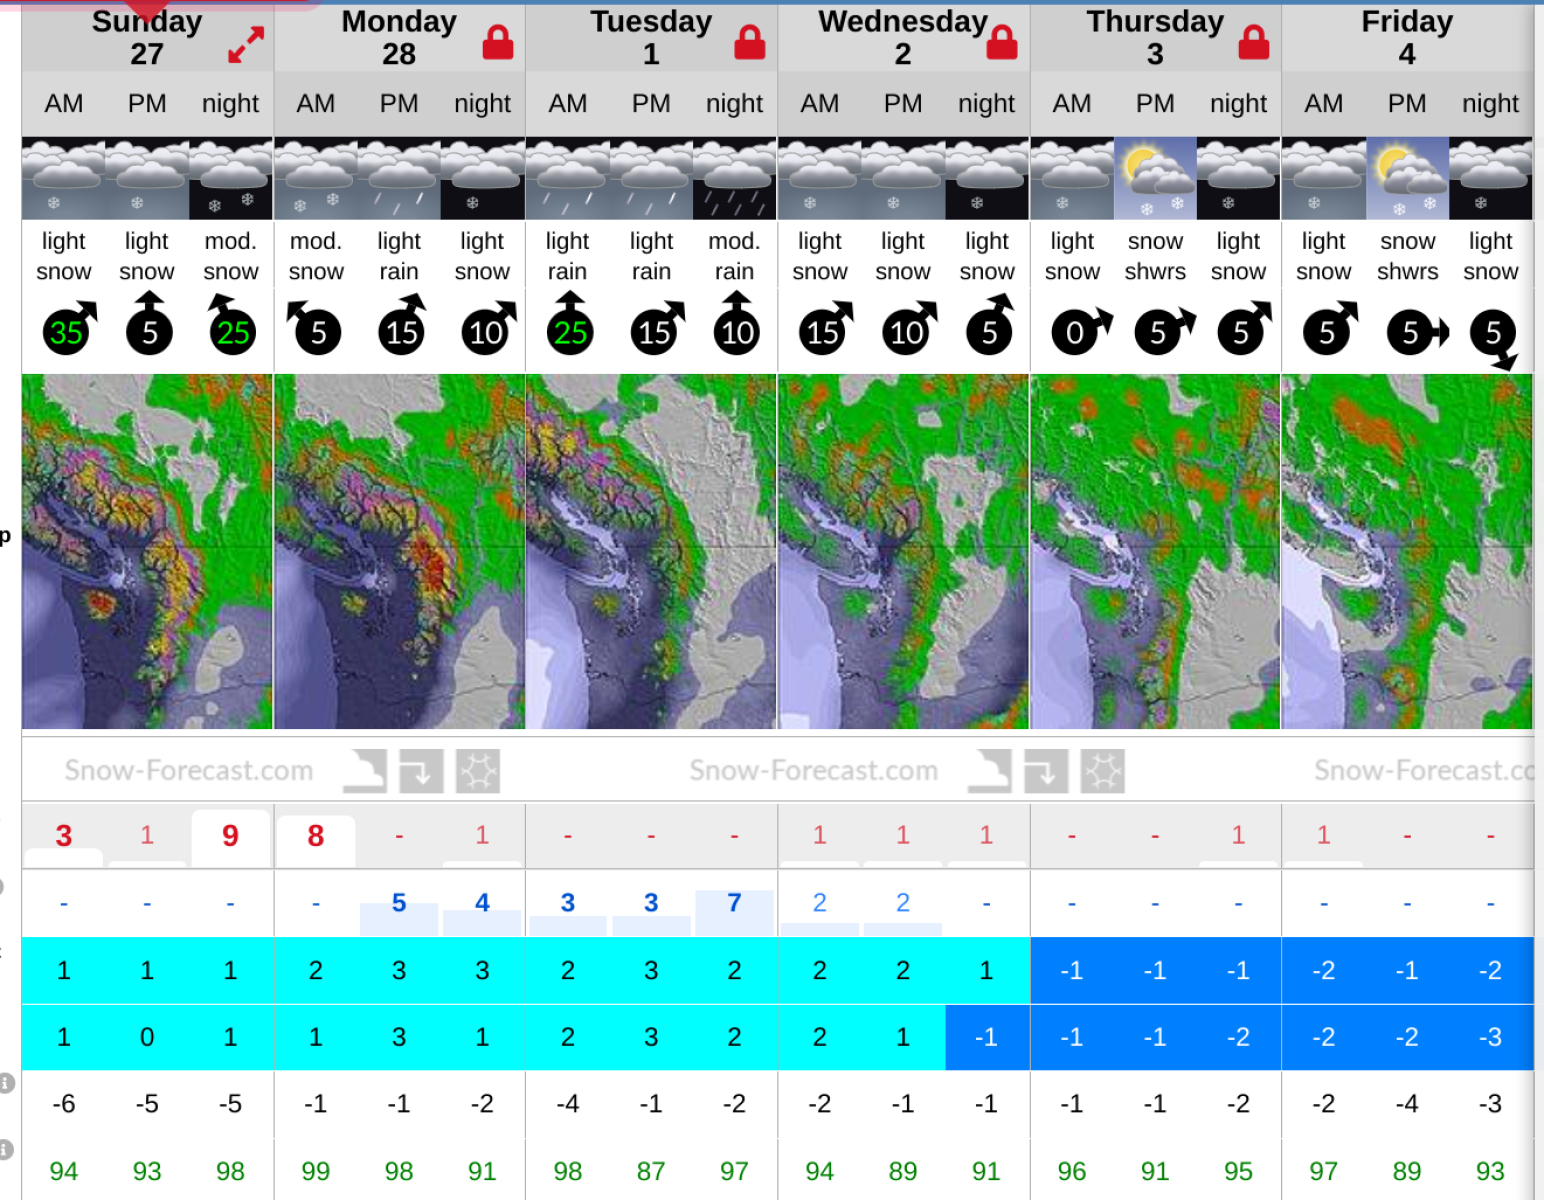 Sunday Monday Tuesday Wednesday Thursday Friday
27 28 1 2 3 4
AM PM night AM PM night AM PM night AM PM night AM PM night AM PM night
light light mod. mod. light light light light mod. light light light light snow light light snow light
snow snow snow snow rain snow rain rain rain snow snow snow snow shwrs snow snow shwrs snow
35 5 25 5 15 10 25 15 10 15 10 5 0 5 5 5 5 5
p
Snow-Forecast.com Snow-Forecast.com Snow-Forecast.co
3 1 9 8 - 1 - - - 1 1 1 - - 1 1 - -
- - - - 5 4 3 3 7 2 2 - - - - - - -
1 1 1 2 3 3 2 3 2 2 2 1 -1 -1 -1 -2 -1 -2
1 0 1 1 3 1 2 3 2 2 1 -1 -1 -1 -2 -2 -2 -3
-6 -5 -5 -1 -1 -2 -4 -1 -2 -2 -1 -1 -1 -1 -2 -2 -4 -3
94 93 98 99 98 91 98 87 97 94 89 91 96 91 95 97 89 93